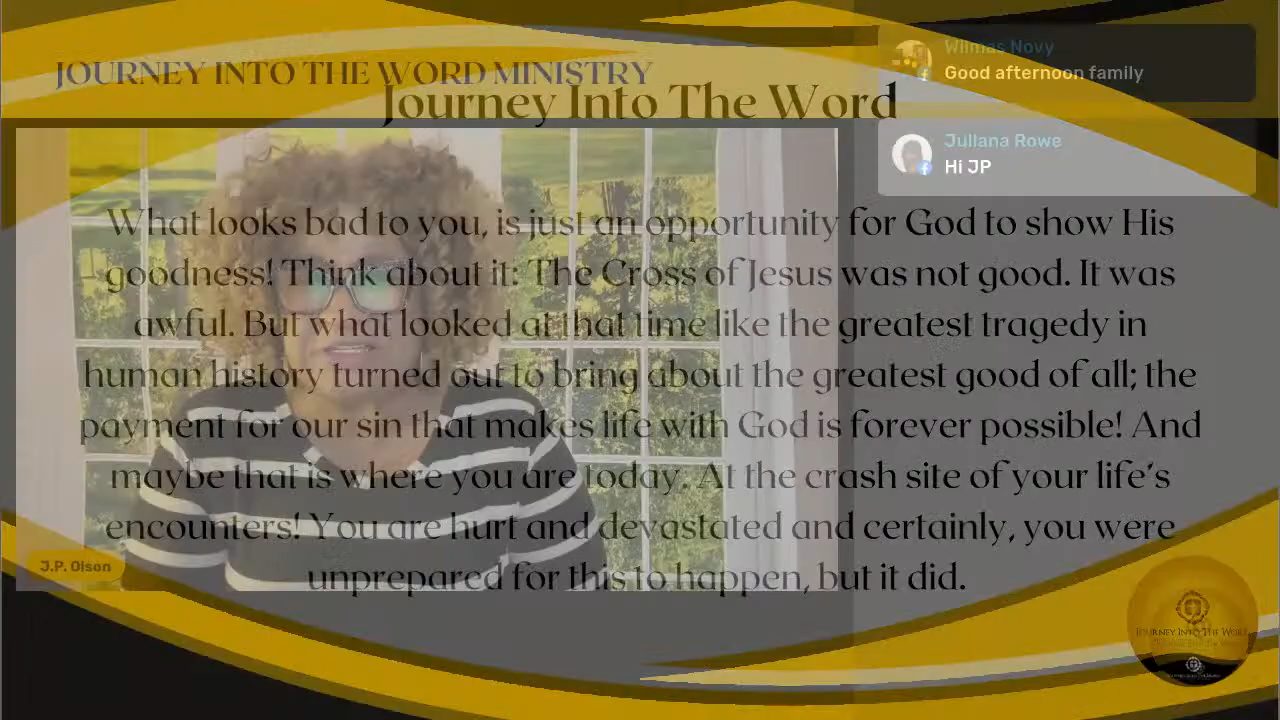 JOURNEY INTO THE WORD MINISTRY
Journey Into The Word
Wilmas Novy
Good afternoon family
Juliana Rowe
Hi JP
What looks bad to you, is just an opportunity for God to show His
goodness! Think about it: The Cross of Jesus was not good. It was
awful. But what looked at that time like the greatest tragedy in
human history turned out to bring about the greatest good of all; the
payment for our sin that makes life with God is forever possible! And
maybe that is where you are today. At the crash site of your life's
encounters! You are hurt and devastated and certainly, you were
unprepared for this to happen, but it did.
J.P. Olson
JOURNEY INTO THE WORD